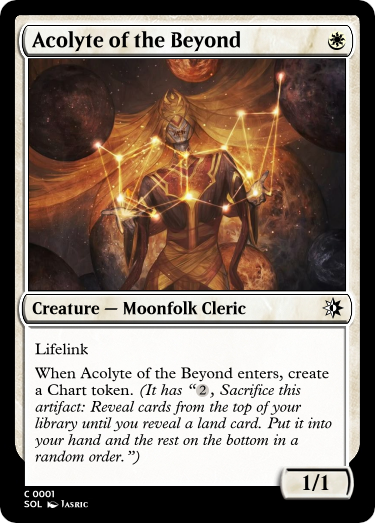 Acolyte of the Beyond
Creature — Moonfolk Cleric
Lifelink
When Acolyte of the Beyond enters, create
a Chart token. (It has “2, Sacrifice this
artifact: Reveal cards from the top of your
library until you reveal a land card. Put it into
your hand and the rest on the bottom in a
random order.”)
1/1
C 0001
SOL Jasric